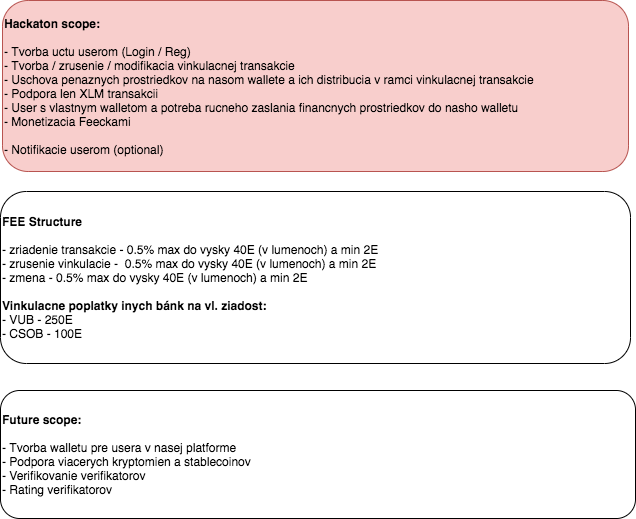 Hackaton scope:
- Tvorba uctu userom (Login / Reg)
- Tvorba / zrusenie / modifikacia vinkulacnej transakcie
- Uschova penaznych prostriedkov na nasom wallete a ich distribucia v ramci vinkulacnej transakcie
- Podpora len XLM transakcii
- User s vlastnym walletom a potreba rucneho zaslania financnych prostriedkov do nasho walletu
- Monetizacia Feeckami
- Notifikacie userom (optional)
FEE Structure
- zriadenie transakcie - 0.5% max do vysky 40E (v lumenoch) a min 2E
- zrusenie vinkulacie - 0.5% max do vysky 40E (v lumenoch) a min 2E
- zmena - 0.5% max do vysky 40E (v lumenoch) a min 2E
Vinkulacne poplatky inych bánk na vl. ziadost:
- VUB - 250E
- CSOB - 100E
Future scope:
- Tvorba walletu pre usera v nasej platforme
- Podpora viacerych kryptomien a stablecoinov
- Verifikovanie verifikatorov
- Rating verifikatorov